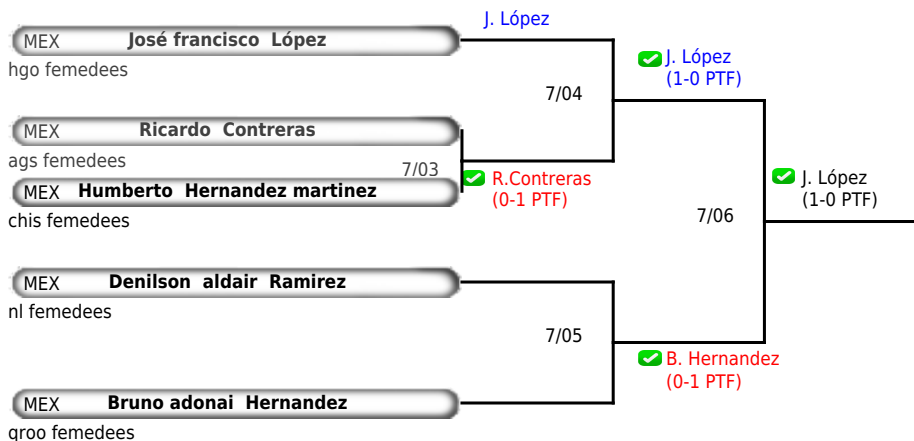 J. López
MEX José francisco López
hgo femedees
J. López
(1-0 PTF)
7/04
MEX Ricardo Contreras
ags femedees
7/03
MEX Humberto Hernandez martinez
chis femedees
R.Contreras
(0-1 PTF)
J. López
(1-0 PTF)
7/06
MEX Denilson aldair Ramirez
nl femedees
7/05
B. Hernandez
(0-1 PTF)
MEX Bruno adonai Hernandez
qroo femedees